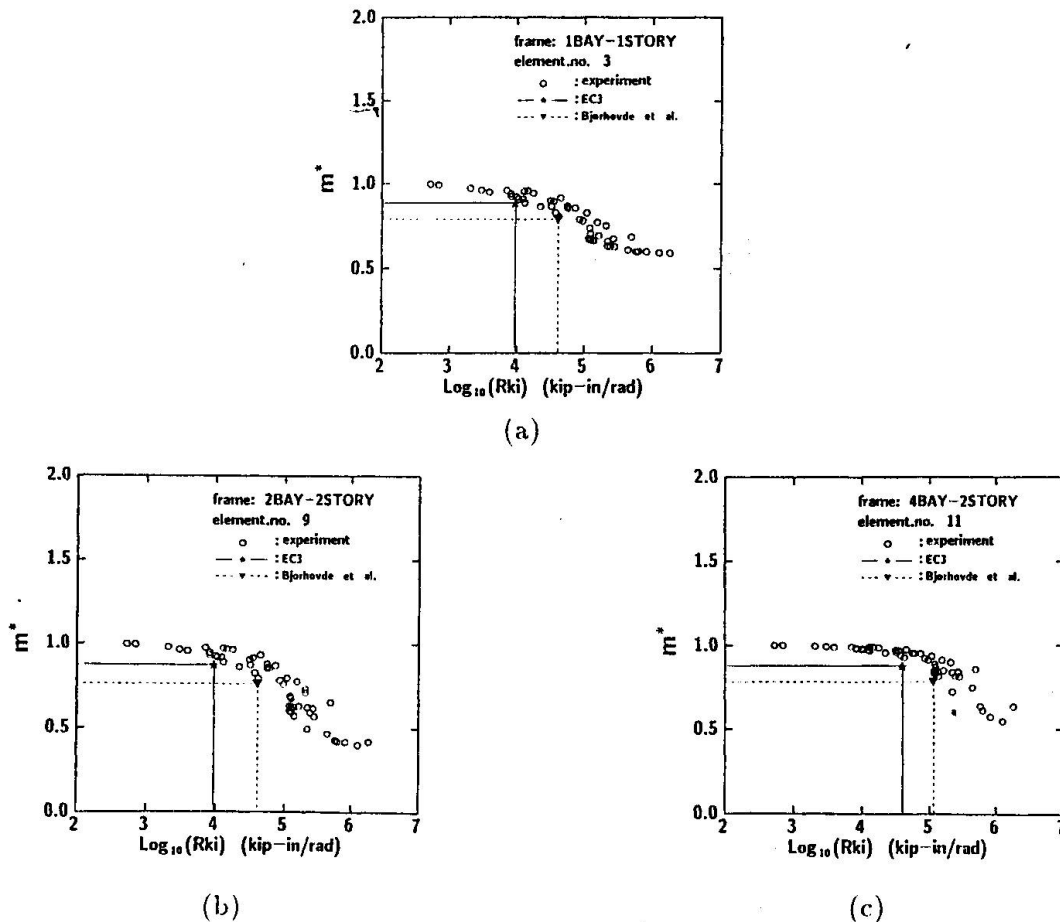 2.0
frame: 1BAY-1STORY
element.no. 3
o : experiment
: EC3
: Bjorhovde et al.
1.5
m*
1.0
0.5
0.0
2 3 4 5 6 7
Log₁₀(Rki) (kip-in/rad)
(a)
2.0
frame: 2BAY-2STORY
element.no. 9
o : experiment
: EC3
: Bjorhovde et al.
1.5
m*
1.0
0.5
0.0
2 3 4 5 6 7
Log₁₀(Rki) (kip-in/rad)
(b)
2.0
frame: 4BAY-2STORY
element.no. 11
o : experiment
: EC3
: Bjorhovde et al.
1.5
m*
1.0
0.5
0.0
2 3 4 5 6 7
Log₁₀(Rki) (kip-in/rad)
(c)